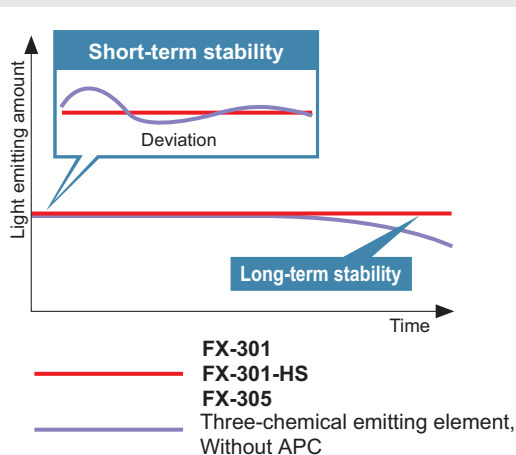 Short-term stability
Deviation
Light emitting amount
Long-term stability
Time
FX-301
FX-301-HS
FX-305
Three-chemical emitting element,
Without APC